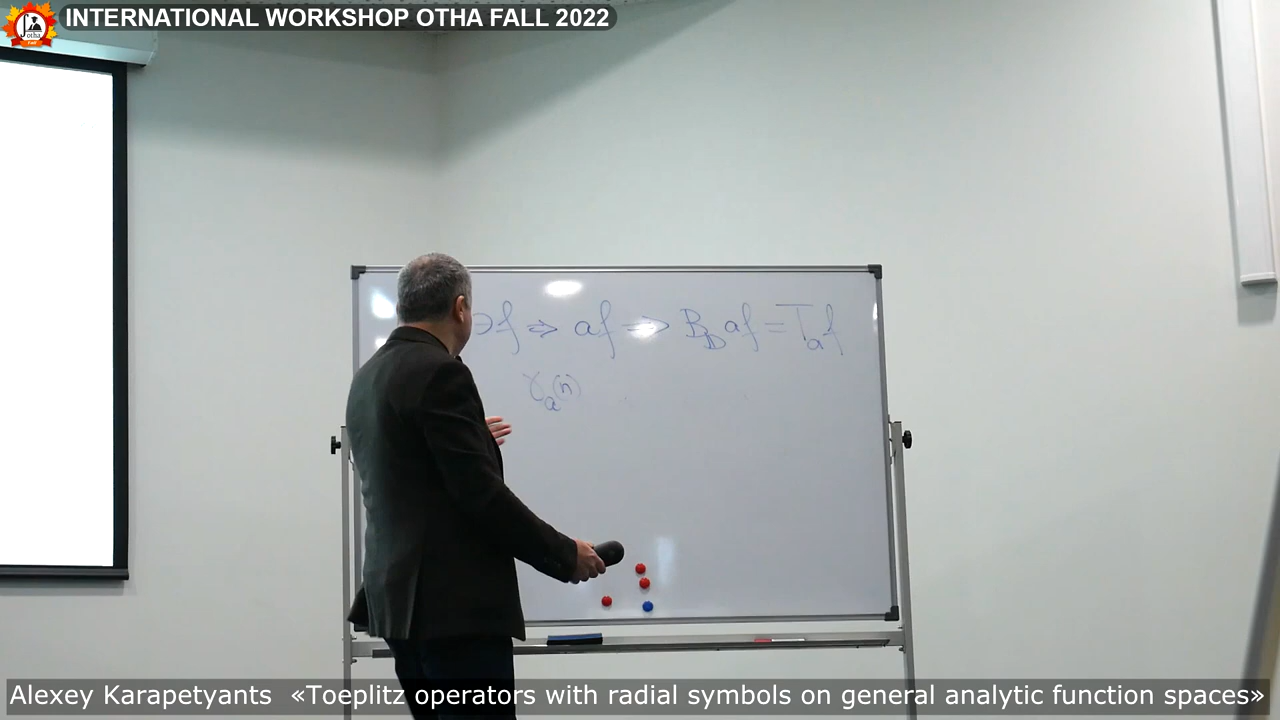 INTERNATIONAL WORKSHOP OTHA FALL 2022
otha
∋f ⇒ af ⇒ B_D af = T_a f
γ_a(n)
Alexey Karapetyants «Toeplitz operators with radial symbols on general analytic function spaces»